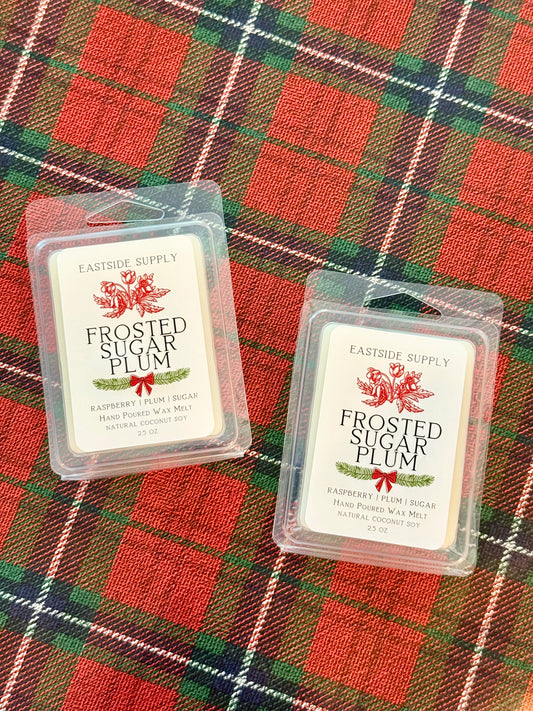 EASTSIDE SUPPLY
FROSTED
SUGAR
PLUM
RASPBERRY | PLUM | SUGAR
HAND POURED WAX MELT
NATURAL COCONUT SOY
2.5 OZ
EASTSIDE SUPPLY
FROSTED
SUGAR
PLUM
RASPBERRY | PLUM | SUGAR
HAND POURED WAX MELT
NATURAL COCONUT SOY
2.5 OZ